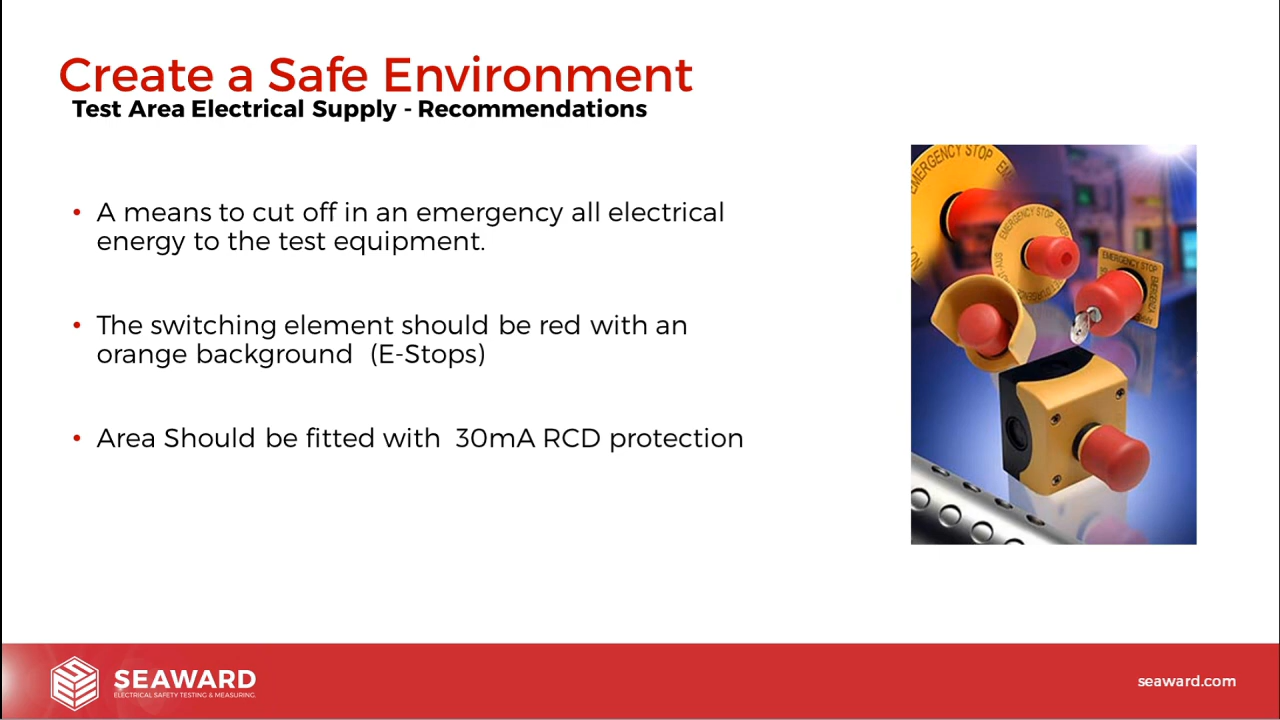 Create a Safe Environment
Test Area Electrical Supply - Recommendations
• A means to cut off in an emergency all electrical
energy to the test equipment.
• The switching element should be red with an
orange background (E-Stops)
• Area Should be fitted with 30mA RCD protection
EMERGENCY STOP
EMERGENCY STOP
EMERGENCY STOP
SEAWARD
ELECTRICAL SAFETY TESTING & MEASURING.
seaward.com